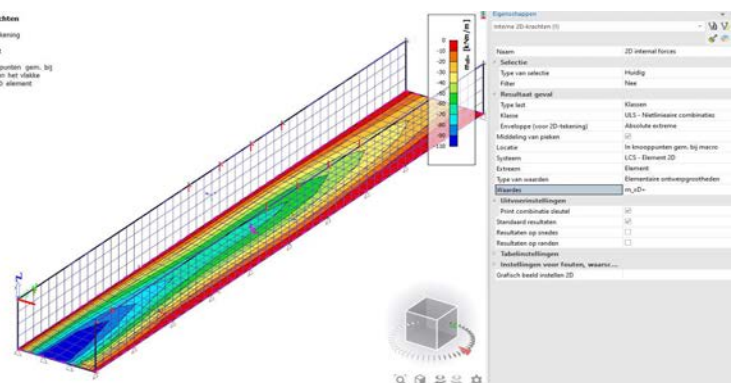 chten
kening
punten gem. bij
n het vlakke
D element
m_xD+ [kNm/m]
0
-10
-20
-30
-40
-50
-60
-70
-80
-90
-110
Eigenschappen
Interne 2D-krachten (1)
Naam 2D internal forces
Selectie
Type van selectie Huidig
Filter Nee
Resultaat geval
Type last Klassen
Klasse ULS - Nietlineaire combinaties
Enveloppe (voor 2D-tekening) Absolute extreme
Middeling van pieken
Locatie In knooppunten gem. bij macro
Systeem LCS - Element 2D
Extreem Element
Type van waarden Elementaire ontwerpgrootheden
Waardes m_xD+
Uitvoerinstellingen
Print combinatie sleutel
Standaard resultaten
Resultaten op snedes
Resultaten op randen
Tabelinstellingen
Instellingen voor fouten, waarsc...
Grafisch beeld instellen 2D